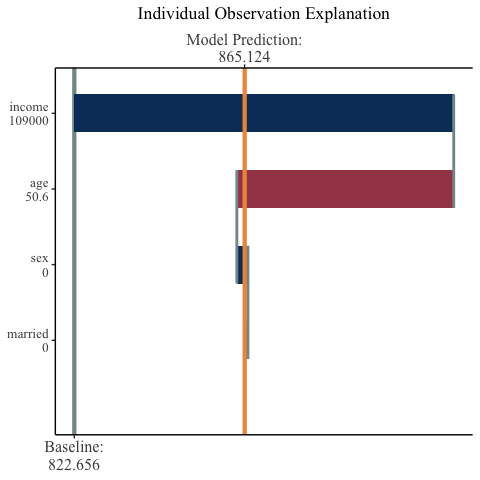 Individual Observation Explanation
Model Prediction:
865.124
income
109000
age
50.6
sex
0
married
0
Baseline:
822.656